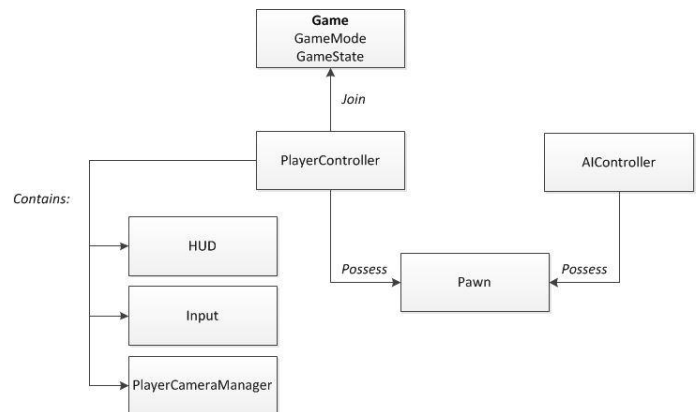 Game
GameMode
GameState
Join
PlayerController
AIController
Contains:
HUD
Possess
Possess
Pawn
Input
PlayerCameraManager